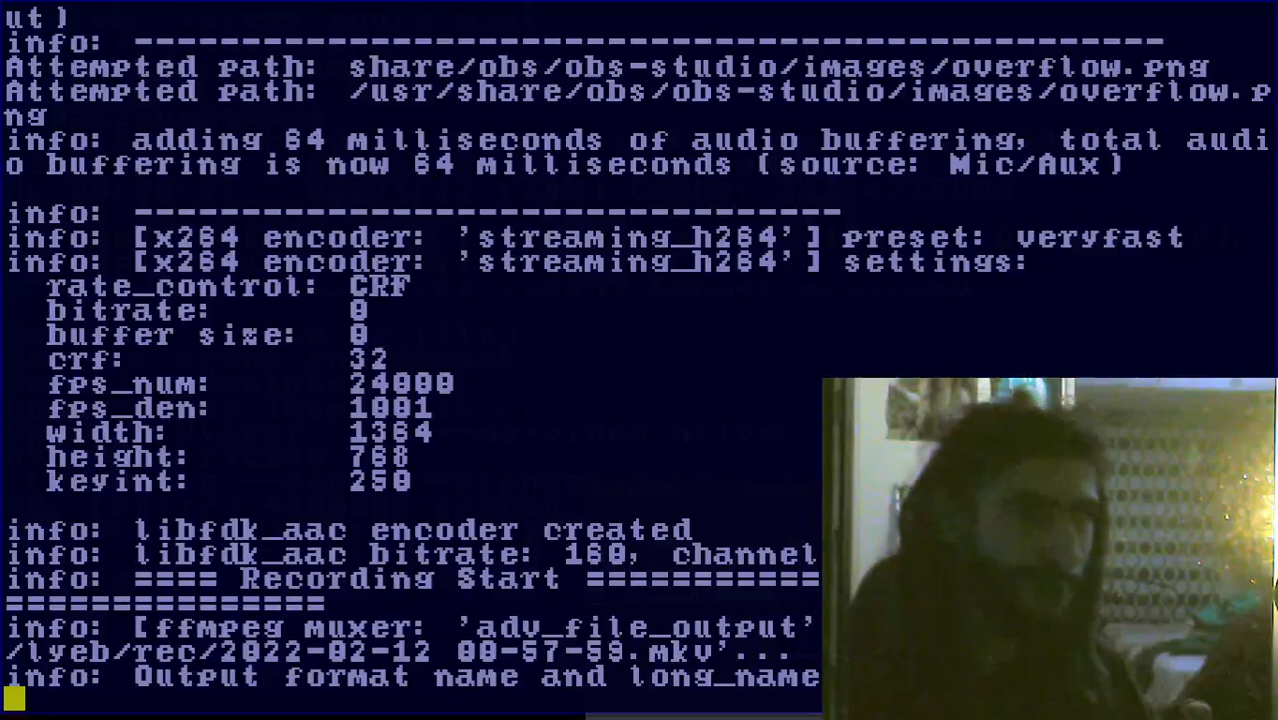 ut)
info: ------------------------------------------------
Attempted path: share/obs/obs-studio/images/overflow.png
Attempted path: /usr/share/obs/obs-studio/images/overflow.p
ng
info: adding 64 milliseconds of audio buffering, total audi
o buffering is now 64 milliseconds (source: Mic/Aux)
info: ---------------------------------
info: [x264 encoder: 'streaming_h264'] preset: veryfast
info: [x264 encoder: 'streaming_h264'] settings:
rate_control: CRF
bitrate: 0
buffer size: 0
crf: 32
fps_num: 24000
fps_den: 1001
width: 1364
height: 768
keyint: 250
info: libfdk_aac encoder created
info: libfdk_aac bitrate: 160, channel
info: ==== Recording Start ===========
===============
info: [ffmpeg muxer: 'adv_file_output'
/lyeb/rec/2022-02-12 00-57-59.mkv'...
info: Output format name and long_name